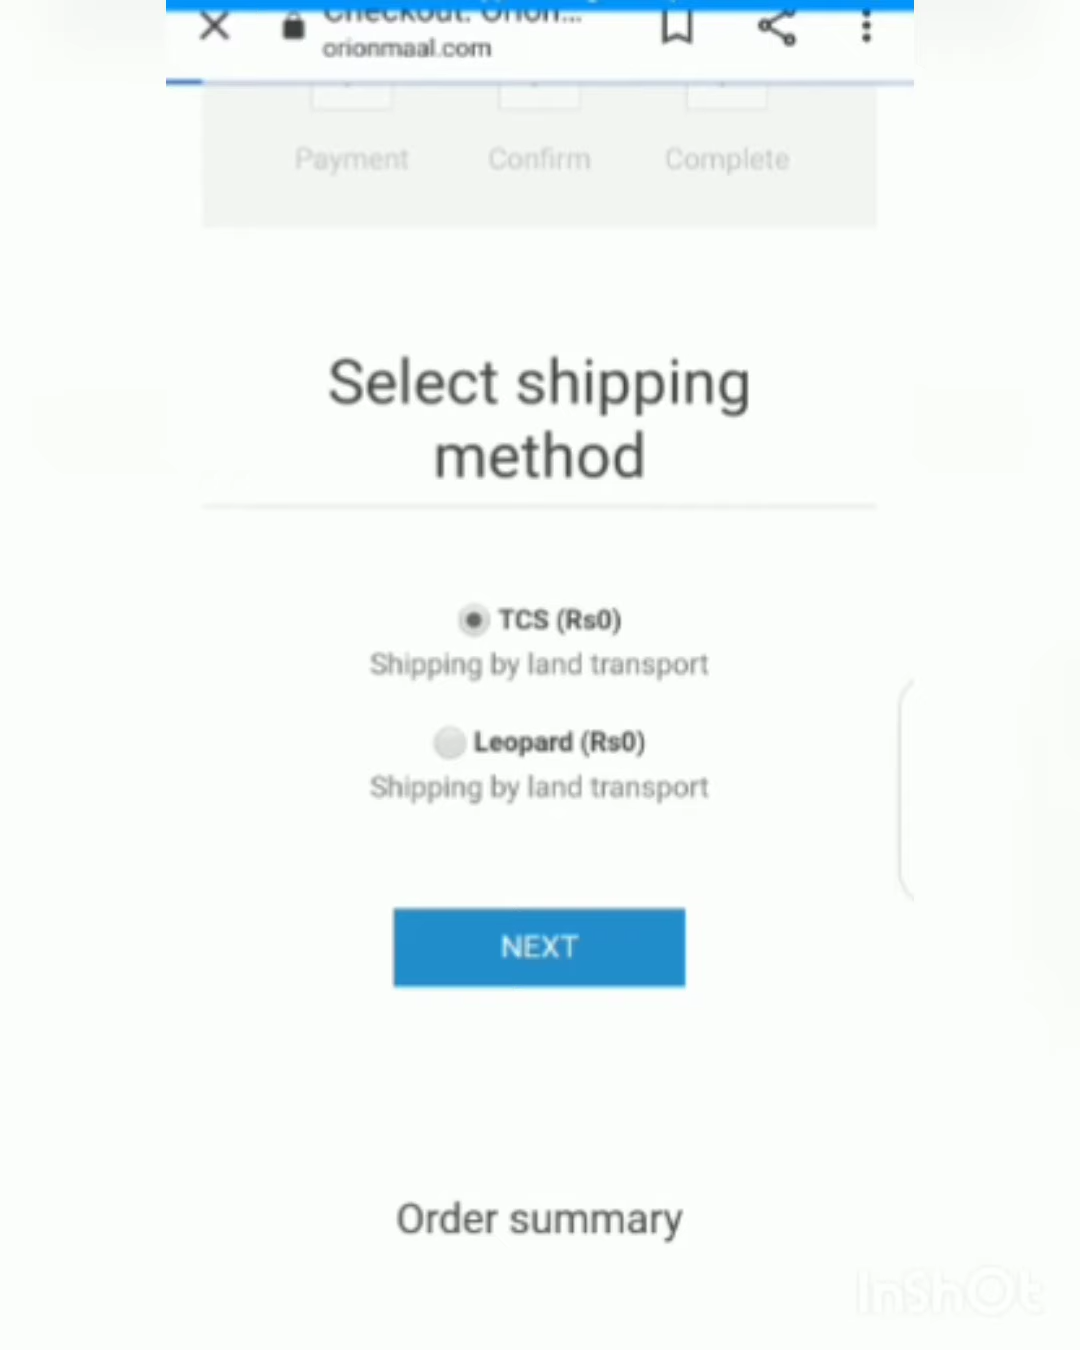 Checkout: Orion...
orionmaal.com
Payment
Confirm
Complete
Select shipping
method
TCS (Rs0)
Shipping by land transport
Leopard (Rs0)
Shipping by land transport
NEXT
Order summary
InShOt